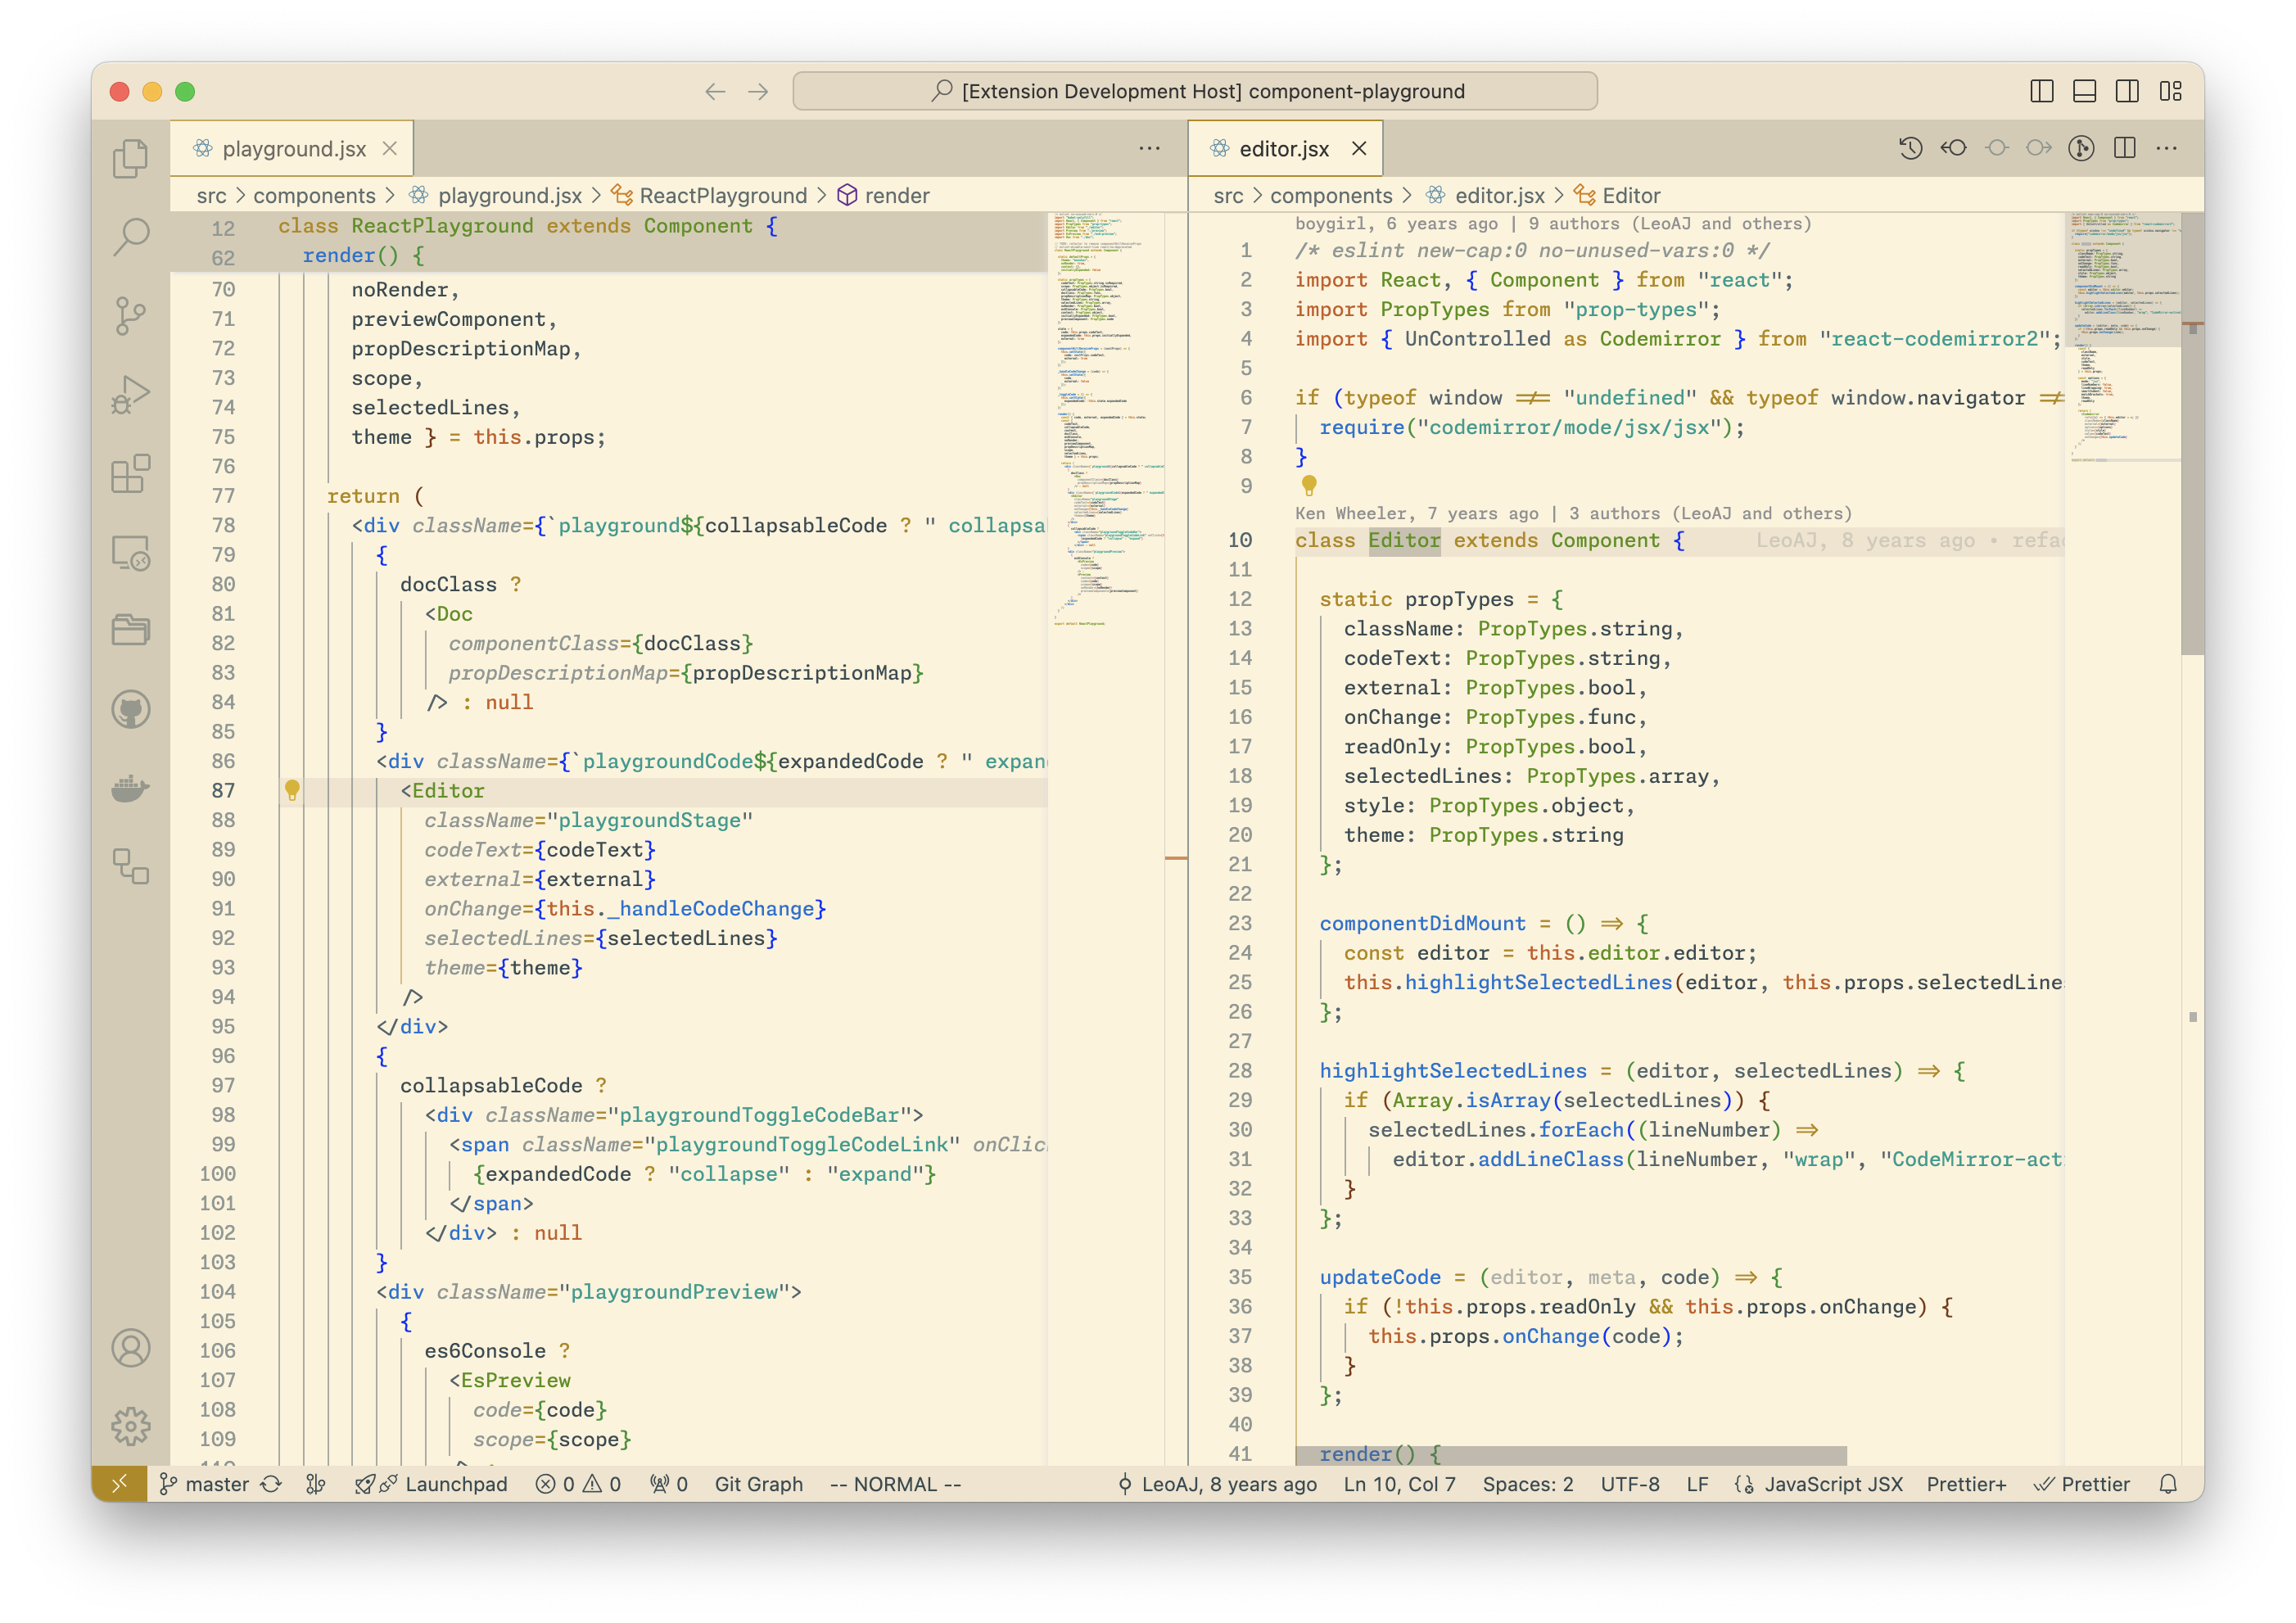 [Extension Development Host] component-playground
playground.jsx
src > components > playground.jsx > ReactPlayground > render
12 class ReactPlayground extends Component {
62 render() {
70 noRender,
71 previewComponent,
72 propDescriptionMap,
73 scope,
74 selectedLines,
75 theme } = this.props;
76
77 return (
78 <div className={`playground${collapsableCode ? " collapsa
79 {
80 docClass ?
81 <Doc
82 componentClass={docClass}
83 propDescriptionMap={propDescriptionMap}
84 /> : null
85 }
86 <div className={`playgroundCode${expandedCode ? " expan
87 <Editor
88 className="playgroundStage"
89 codeText={codeText}
90 external={external}
91 onChange={this._handleCodeChange}
92 selectedLines={selectedLines}
93 theme={theme}
94 />
95 </div>
96 {
97 collapsableCode ?
98 <div className="playgroundToggleCodeBar">
99 <span className="playgroundToggleCodeLink" onClic
100 {expandedCode ? "collapse" : "expand"}
101 </span>
102 </div> : null
103 }
104 <div className="playgroundPreview">
105 {
106 es6Console ?
107 <EsPreview
108 code={code}
109 scope={scope}
editor.jsx
src > components > editor.jsx > Editor
boygirl, 6 years ago | 9 authors (LeoAJ and others)
1 /* eslint new-cap:0 no-unused-vars:0 */
2 import React, { Component } from "react";
3 import PropTypes from "prop-types";
4 import { UnControlled as Codemirror } from "react-codemirror2";
5
6 if (typeof window !== "undefined" && typeof window.navigator !==
7 require("codemirror/mode/jsx/jsx");
8 }
9
Ken Wheeler, 7 years ago | 3 authors (LeoAJ and others)
10 class Editor extends Component { LeoAJ, 8 years ago • refac
11
12 static propTypes = {
13 className: PropTypes.string,
14 codeText: PropTypes.string,
15 external: PropTypes.bool,
16 onChange: PropTypes.func,
17 readOnly: PropTypes.bool,
18 selectedLines: PropTypes.array,
19 style: PropTypes.object,
20 theme: PropTypes.string
21 };
22
23 componentDidMount = () => {
24 const editor = this.editor.editor;
25 this.highlightSelectedLines(editor, this.props.selectedLine
26 };
27
28 highlightSelectedLines = (editor, selectedLines) => {
29 if (Array.isArray(selectedLines)) {
30 selectedLines.forEach((lineNumber) =>
31 editor.addLineClass(lineNumber, "wrap", "CodeMirror-act
32 }
33 };
34
35 updateCode = (editor, meta, code) => {
36 if (!this.props.readOnly && this.props.onChange) {
37 this.props.onChange(code);
38 }
39 };
40
41 render() {
master Launchpad 0 0 0 Git Graph -- NORMAL -- LeoAJ, 8 years ago Ln 10, Col 7 Spaces: 2 UTF-8 LF JavaScript JSX Prettier+ Prettier